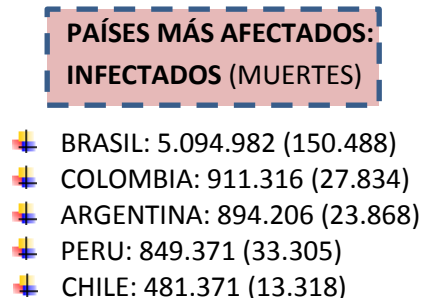 PAÍSES MÁS AFECTADOS:
INFECTADOS (MUERTES)
BRASIL: 5.094.982 (150.488)
COLOMBIA: 911.316 (27.834)
ARGENTINA: 894.206 (23.868)
PERU: 849.371 (33.305)
CHILE: 481.371 (13.318)